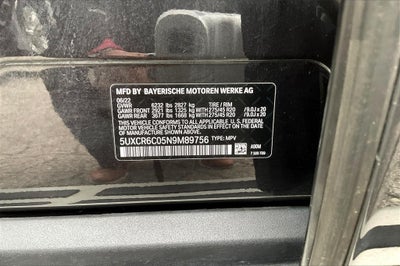 MFD BY BAYERISCHE MOTOREN WERKE AG
06/22
GVWR 6232 lbs 2827 kg TIRE / RIM
GAWR FRONT 2921 lbs 1325 kg WITH 275/45 R20 /9.0J x 20
GAWR REAR 3677 lbs 1668 kg WITH 275/45 R20 /9.0J x 20
THIS VEHICLE CONFORMS TO ALL APPLICABLE U.S. FEDERAL
MOTOR VEHICLE SAFETY STANDARDS IN EFFECT ON THE
DATE OF MANUFACTURE SHOWN ABOVE.
5UXCR6C05N9M89756 MPV